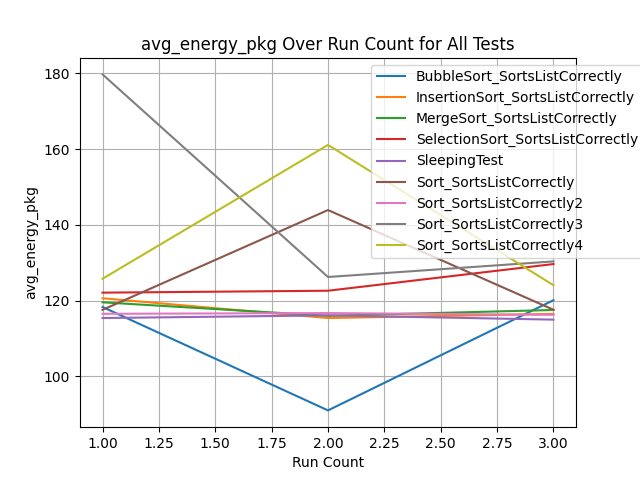 avg_energy_pkg Over Run Count for All Tests
180
160
140
120
100
avg_energy_pkg
BubbleSort_SortsListCorrectly
InsertionSort_SortsListCorrectly
MergeSort_SortsListCorrectly
SelectionSort_SortsListCorrectly
SleepingTest
Sort_SortsListCorrectly
Sort_SortsListCorrectly2
Sort_SortsListCorrectly3
Sort_SortsListCorrectly4
1.00 1.25 1.50 1.75 2.00 2.25 2.50 2.75 3.00
Run Count